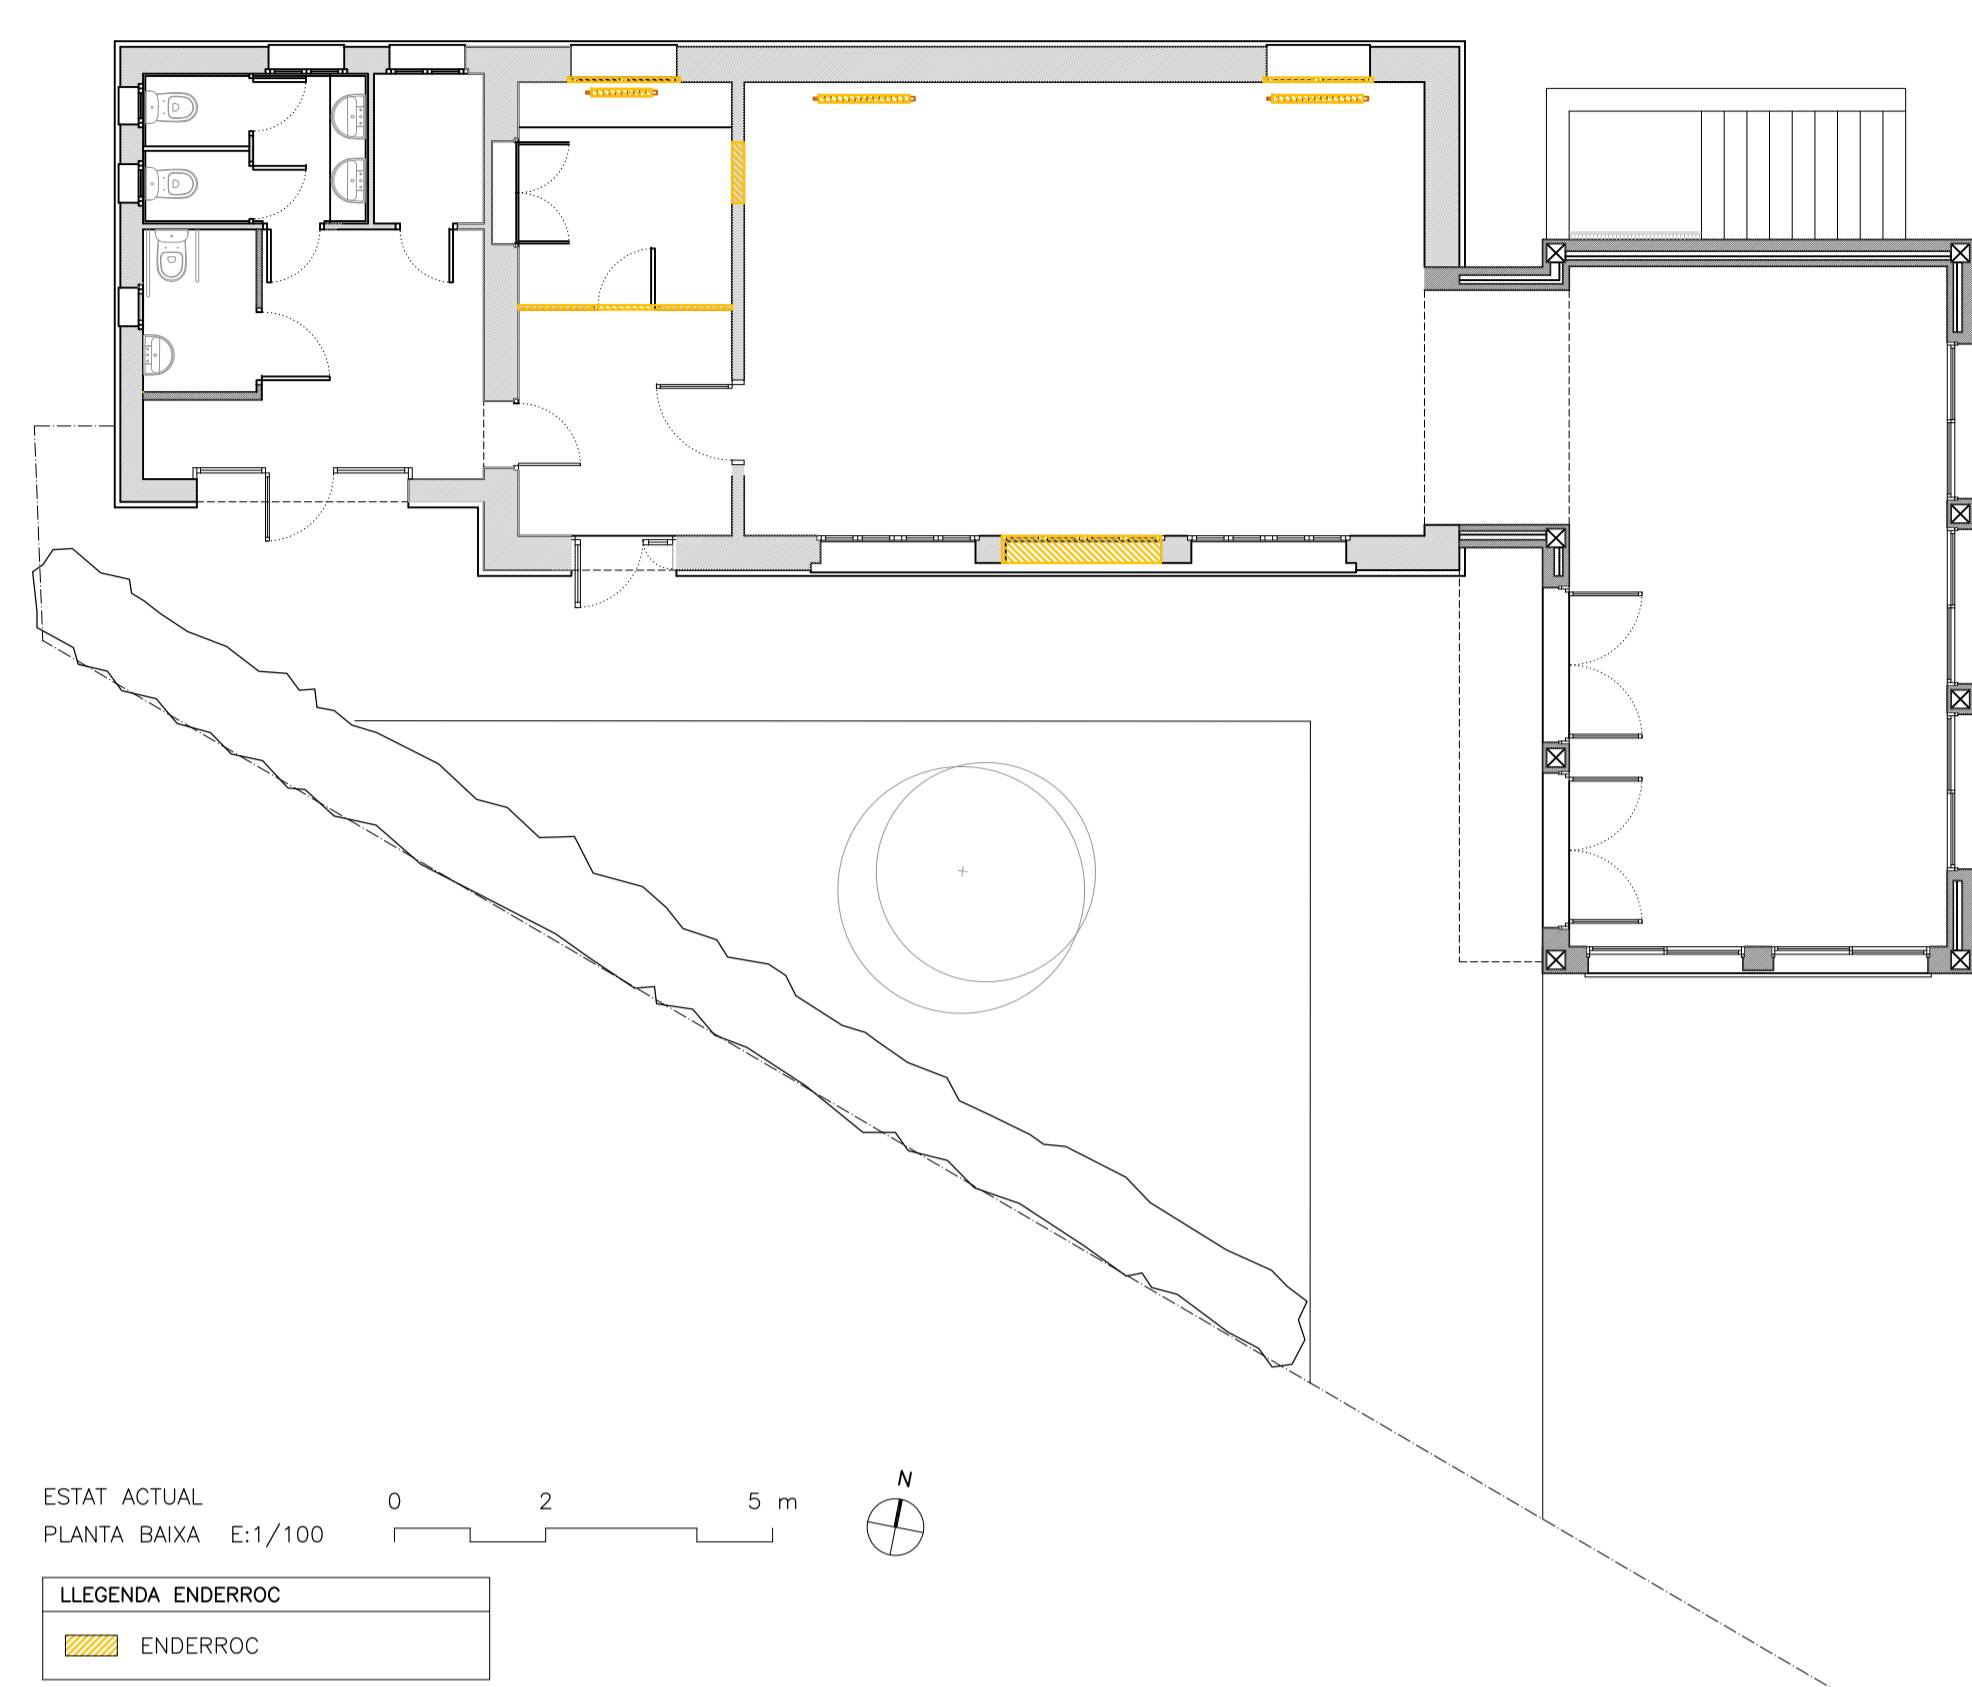 N
ESTAT ACTUAL
PLANTA BAIXA E:1/100
0 2 5 m
LLEGENDA ENDERROC
ENDERROC